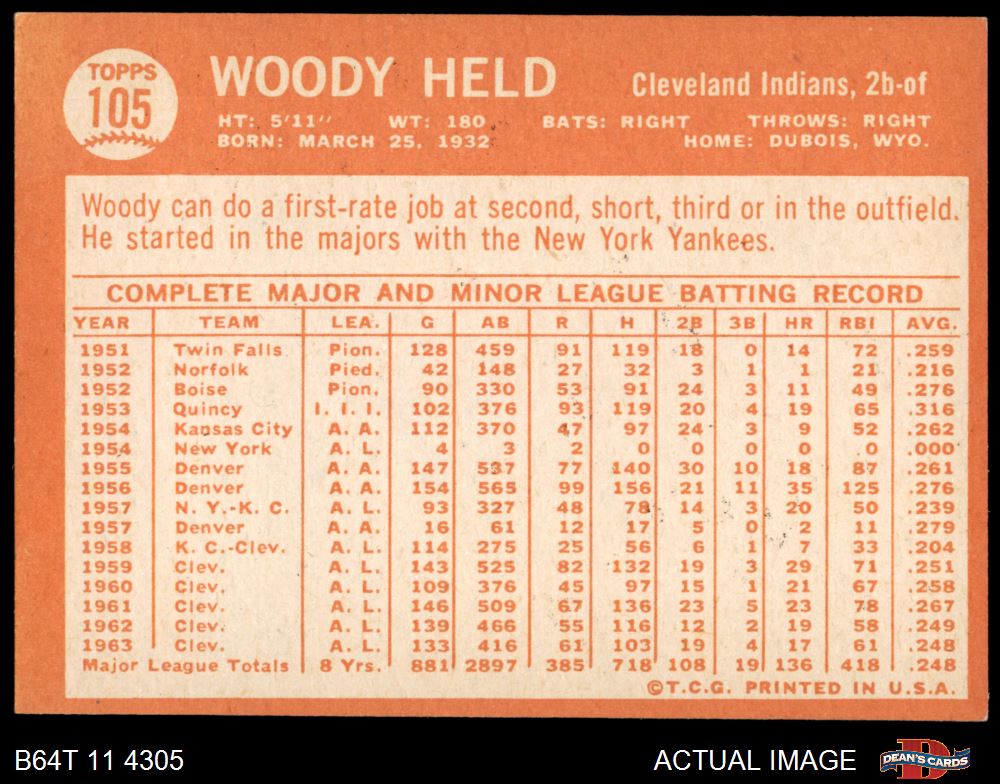 TOPPS
105
WOODY HELD
Cleveland Indians, 2b-of
HT: 5'11'' WT: 180 BATS: RIGHT THROWS: RIGHT
BORN: MARCH 25, 1932 HOME: DUBOIS, WYO.
Woody can do a first-rate job at second, short, third or in the outfield.
He started in the majors with the New York Yankees.
COMPLETE MAJOR AND MINOR LEAGUE BATTING RECORD
YEAR TEAM LEA. G AB R H 2B 3B HR RBI AVG.
1951 Twin Falls Pion. 128 459 91 119 18 0 14 72 .259
1952 Norfolk Pied. 42 148 27 32 3 1 1 21 .216
1952 Boise Pion. 90 330 53 91 24 3 11 49 .276
1953 Quincy I. I. I. 102 376 93 119 20 4 19 65 .316
1954 Kansas City A. A. 112 370 47 97 24 3 9 52 .262
1954 New York A. L. 4 3 2 0 0 0 0 0 .000
1955 Denver A. A. 147 537 77 140 30 10 18 87 .261
1956 Denver A. A. 154 565 99 156 21 11 35 125 .276
1957 N. Y.-K. C. A. L. 93 327 48 78 14 3 20 50 .239
1957 Denver A. A. 16 61 12 17 5 0 2 11 .279
1958 K. C.-Clev. A. L. 114 275 25 56 6 1 7 33 .204
1959 Clev. A. L. 143 525 82 132 19 3 29 71 .251
1960 Clev. A. L. 109 376 45 97 15 1 21 67 .258
1961 Clev. A. L. 146 509 67 136 23 5 23 78 .267
1962 Clev. A. L. 139 466 55 116 12 2 19 58 .249
1963 Clev. A. L. 133 416 61 103 19 4 17 61 .248
Major League Totals 8 Yrs. 881 2897 385 718 108 19 136 418 .248
©T.C.G. PRINTED IN U.S.A.
B64T 11 4305 ACTUAL IMAGE DEAN'S CARDS